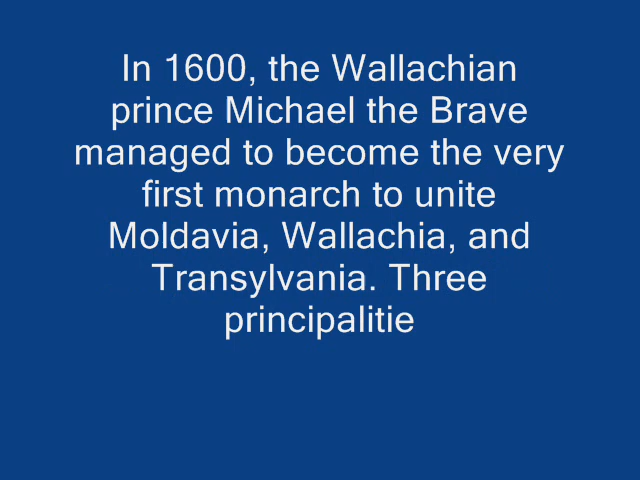 In 1600, the Wallachian
prince Michael the Brave
managed to become the very
first monarch to unite
Moldavia, Wallachia, and
Transylvania. Three
principalitie